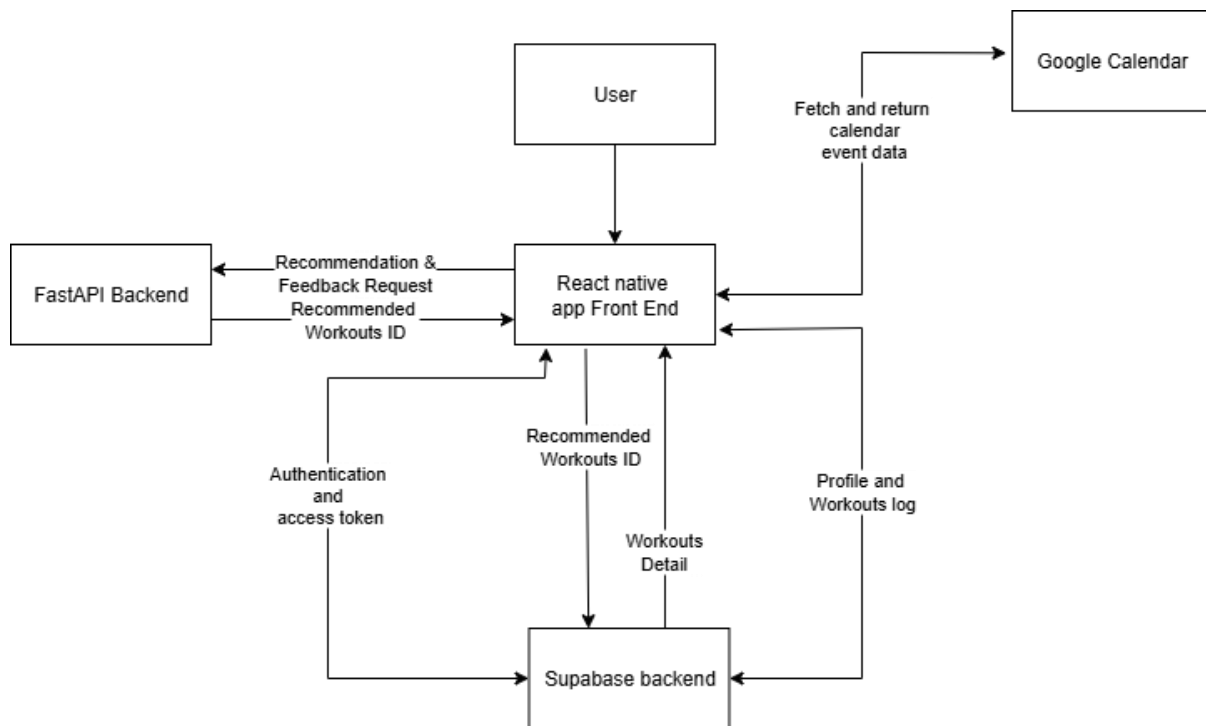 Google Calendar
User
Fetch and return
calendar
event data
Recommendation &
Feedback Request
FastAPI Backend
Recommended
Workouts ID
React native
app Front End
Recommended
Workouts ID
Authentication
and
access token
Profile and
Workouts log
Workouts
Detail
Supabase backend